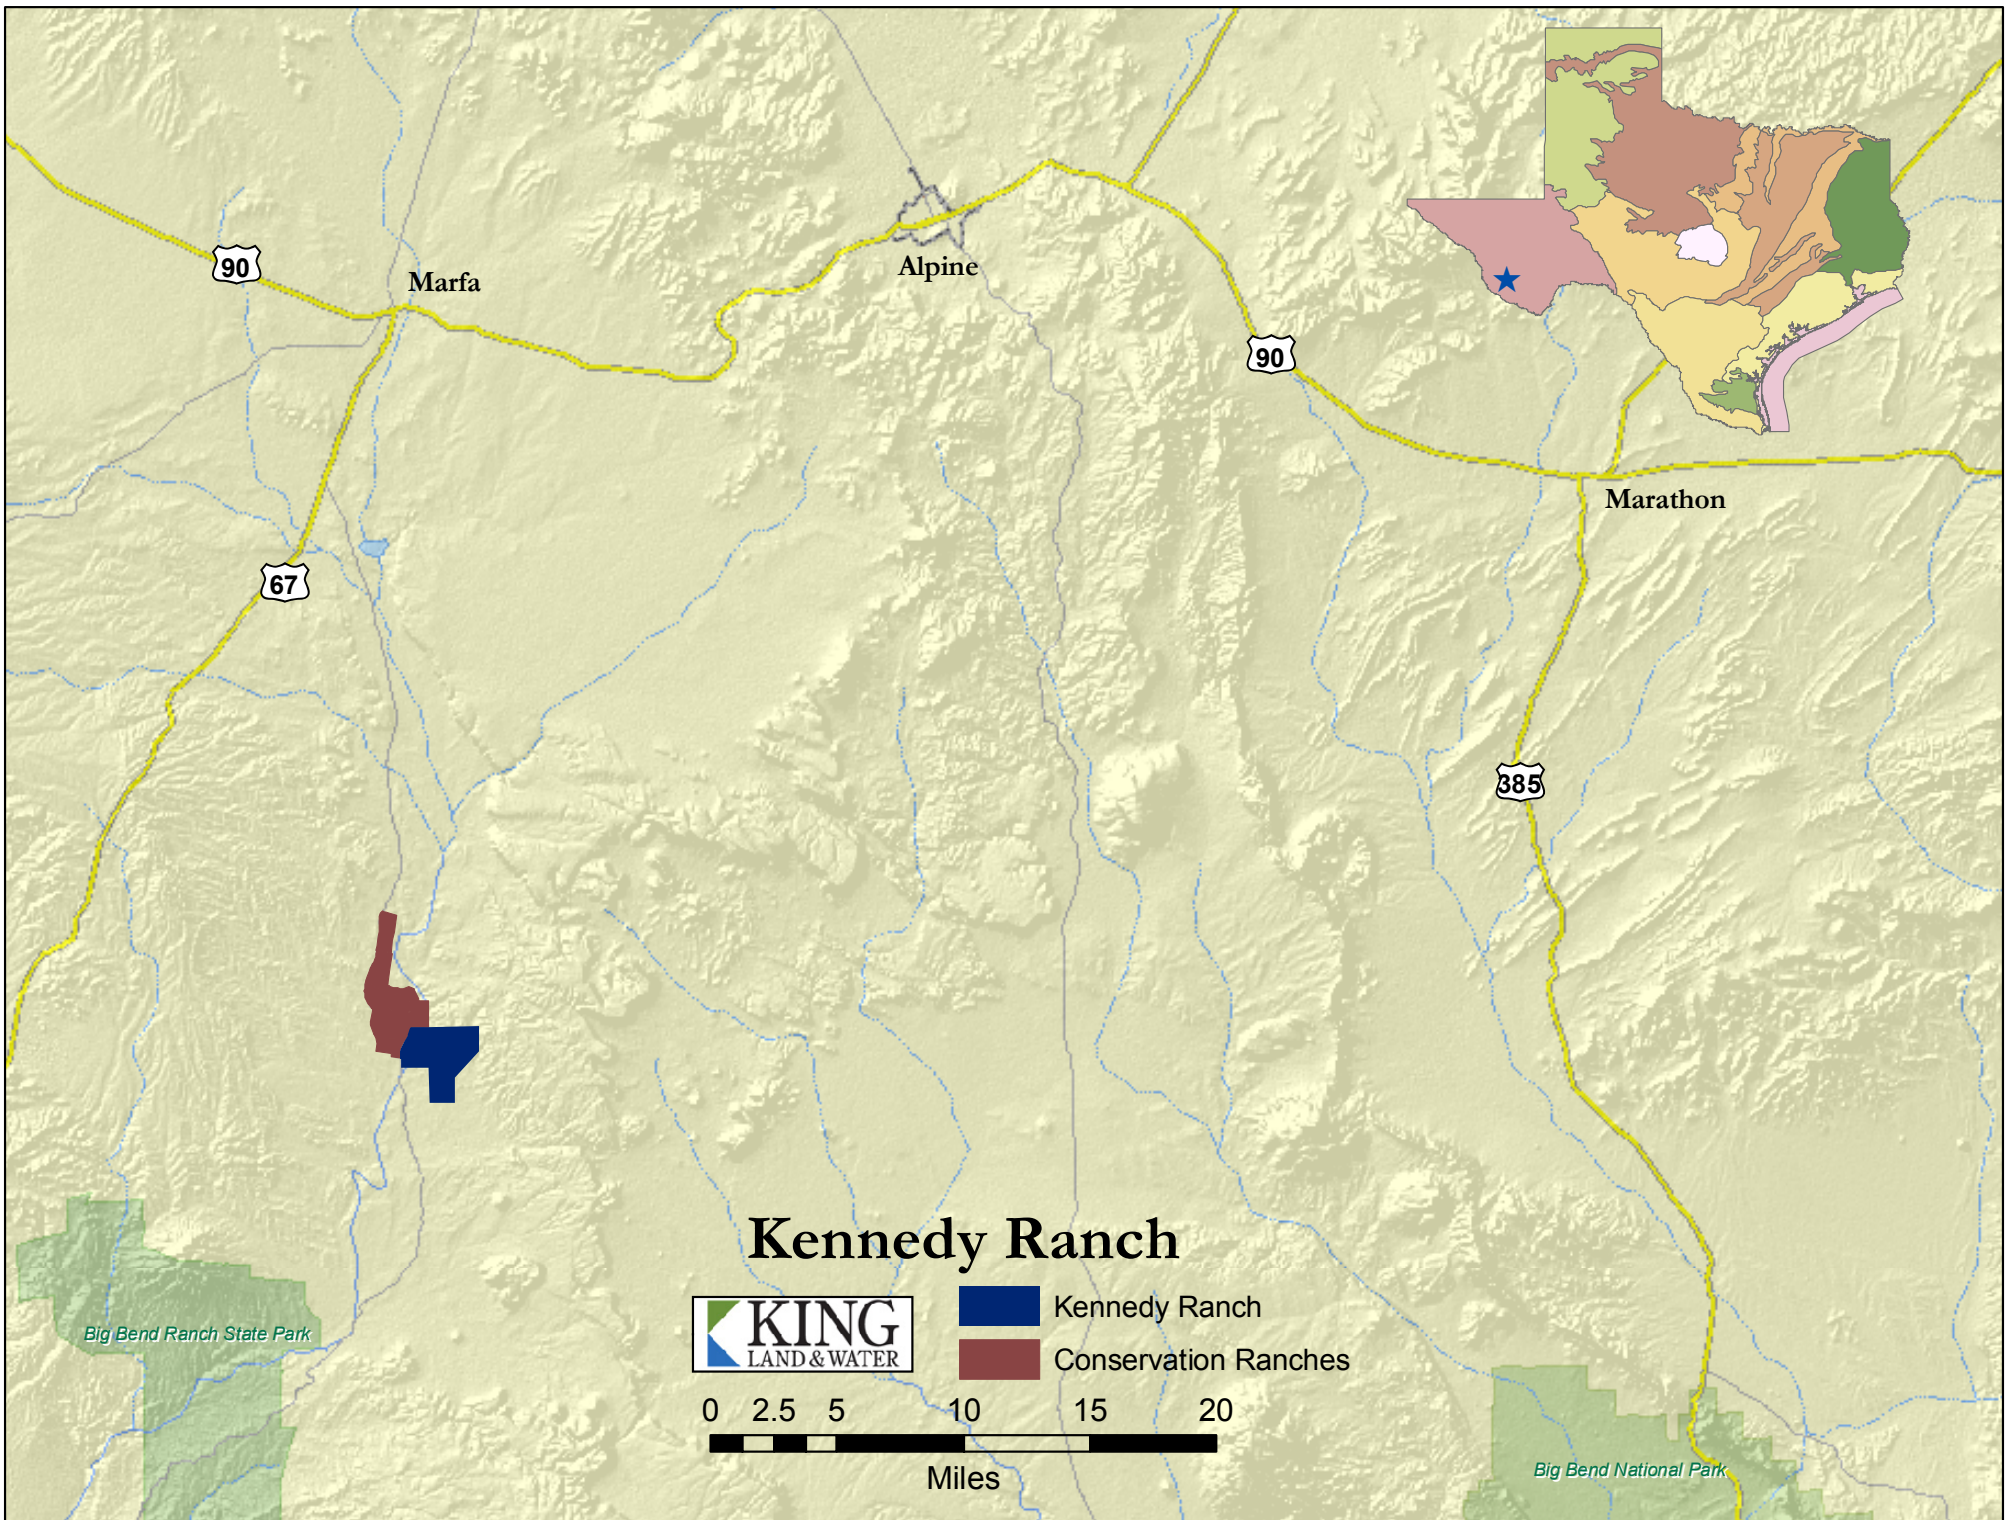 90
Marfa
Alpine
90
Marathon
67
385
Kennedy Ranch
KING
LAND & WATER
Kennedy Ranch
Conservation Ranches
0 2.5 5 10 15 20
Miles
Big Bend Ranch State Park
Big Bend National Park